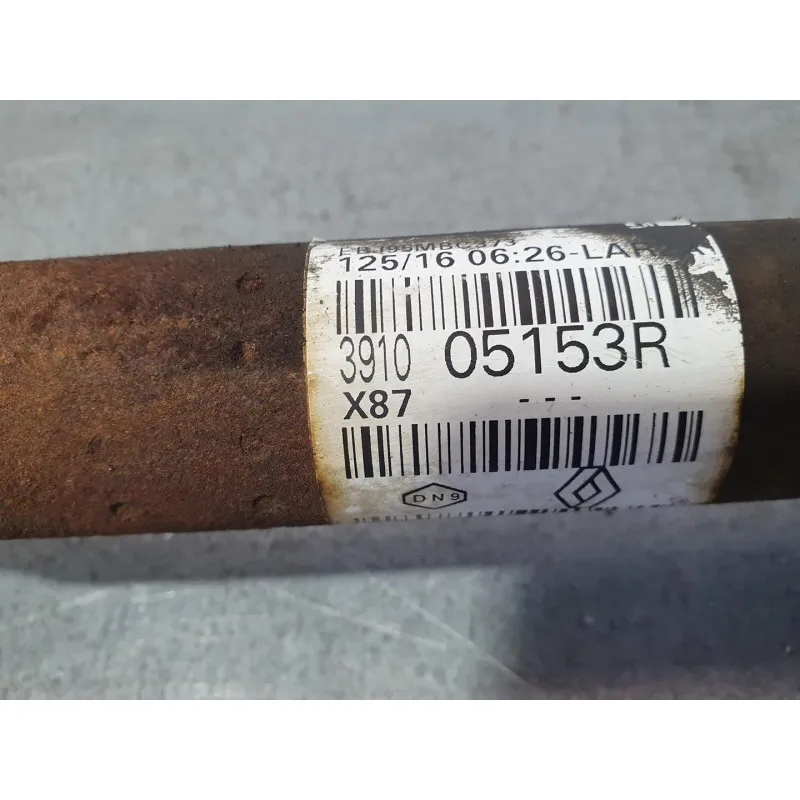 125/16 06:26-LA
3910 05153R
X87 - - -
DN9